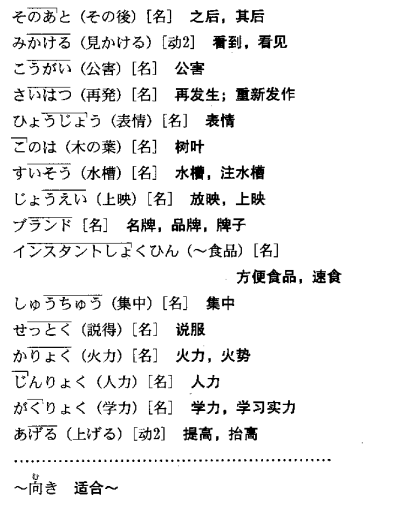 そのあと（その後）［名］ 之后，其后
みかける（見かける）［动2］ 看到，看见
こうがい（公害）［名］ 公害
さいはつ（再発）［名］ 再发生；重新发作
ひょうじょう（表情）［名］ 表情
このは（木の葉）［名］ 树叶
すいそう（水槽）［名］ 水槽，注水槽
じょうえい（上映）［名］ 放映，上映
ブランド ［名］ 名牌，品牌，牌子
インスタントしょくひん（～食品）［名］
方便食品，速食
しゅうちゅう（集中）［名］ 集中
せっとく（説得）［名］ 说服
かりょく（火力）［名］ 火力，火势
じんりょく（人力）［名］ 人力
がくりょく（学力）［名］ 学力，学习实力
あげる（上げる）［动2］ 提高，抬高
む
～向き 适合～